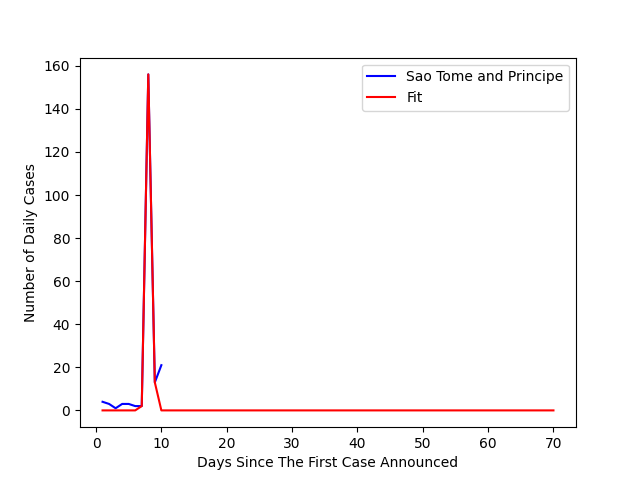 Sao Tome and Principe
Fit
160
140
120
100
80
60
40
20
0
Number of Daily Cases
0 10 20 30 40 50 60 70
Days Since The First Case Announced